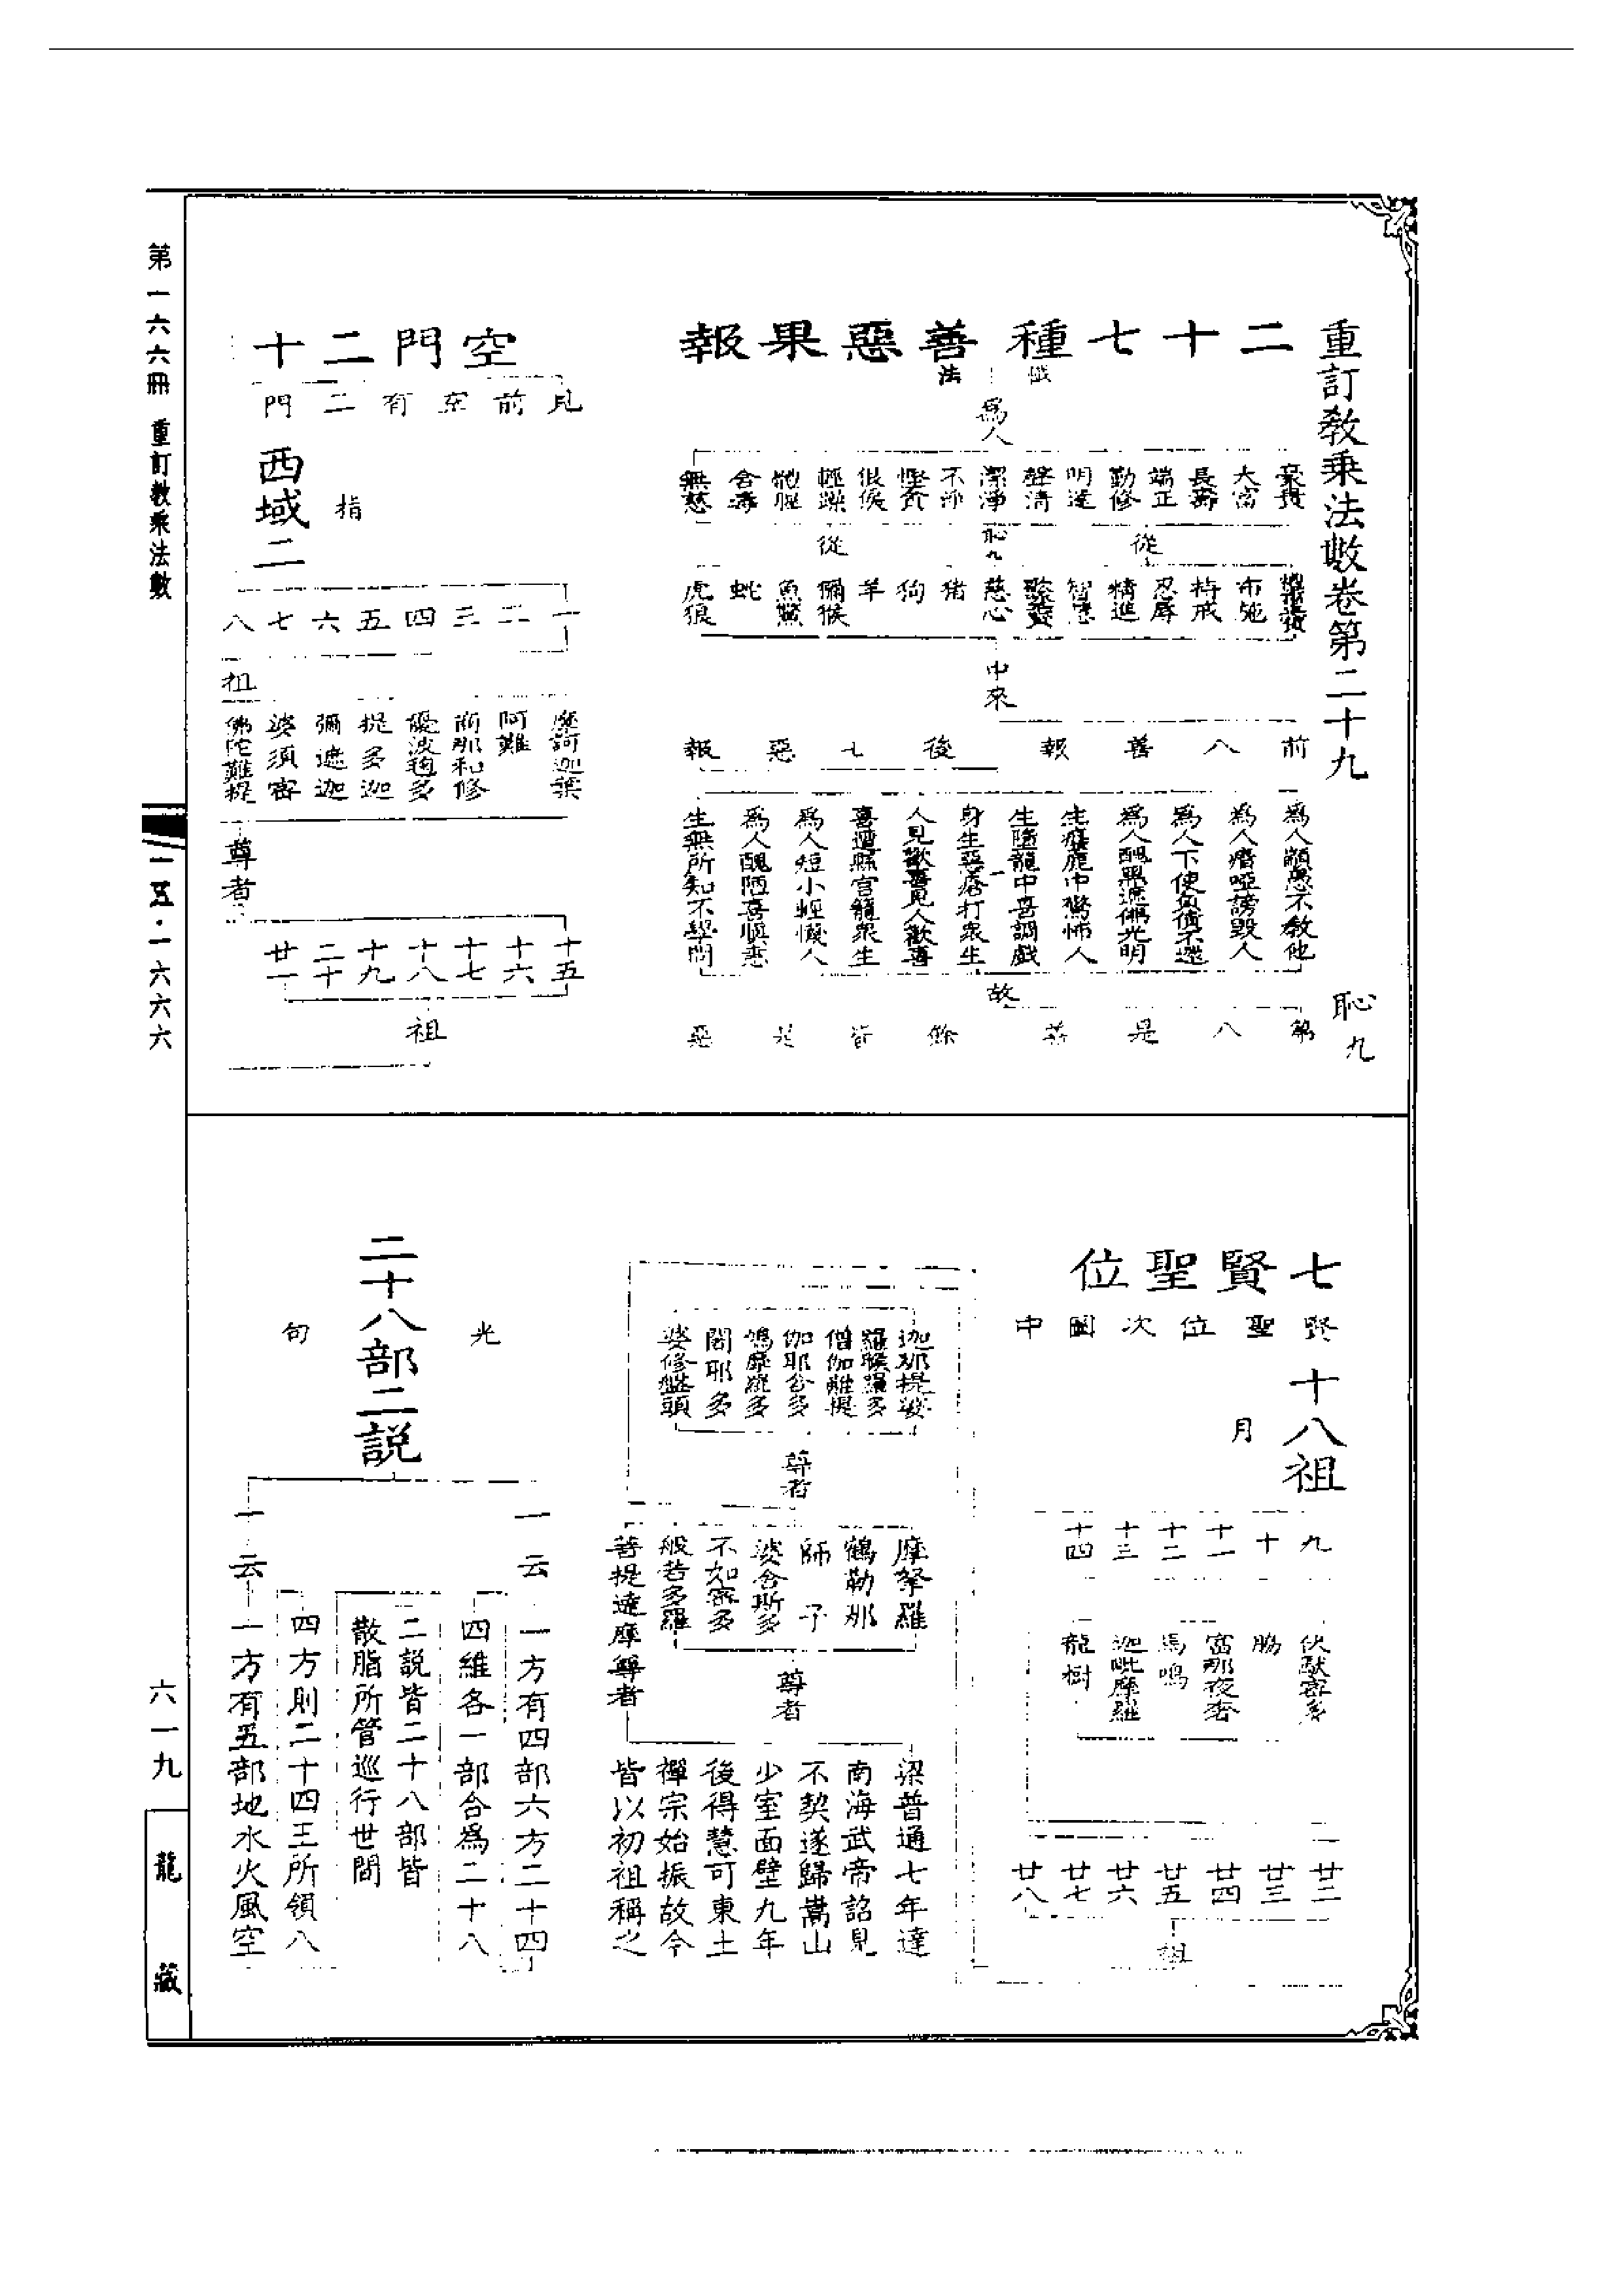 重訂教乘法數卷第二十九
恥九
二十七種善惡果報
懺法
為人
豪貴
大富
長壽
端正
勤修
明達
聲清
潔淨
不淨
慳貪
佷戾
輕躁
體腥
含毒
無慈
從
恥九
從
布施
持戒
忍辱
精進
智慧
慈心
猪
狗
羊
獼候
魚鱉
蛇
虎狼
中來
前八善報
後七惡報
為人顓愚不教他
為人瘖啞謗毀人
為人下使負債不還
為人醜黑遮佛光明
生麞鹿中驚怖人
生墮龍中喜調戲
身生惡瘡打眾生
人見歡喜見人歡喜
喜遭縣官籠眾生
為人短小輕慢人
為人醜陋喜瞋恚
生無所知不學問
故
第八是善
餘皆是惡
空門二十
見前空有二門
西域二
指
一
二
三
四
五
六
七
八
祖
摩訶迦葉
阿難
商那和修
優波毱多
提多迦
彌遮迦
婆須密
佛陀難提
尊者
十五
十六
十七
十八
十九
二十
廿一
祖
七賢聖位
賢聖位次圖中
十八祖
月
九
十
十一
十二
十三
十四
伏馱密多
脇
富那夜奢
馬鳴
迦毗摩羅
龍樹
廿二
廿三
廿四
廿五
廿六
廿七
廿八
祖
迦那提婆
羅睺羅多
僧伽難提
伽耶舍多
鳩摩羅多
闍耶多
婆修盤頭
尊者
摩拏羅
鶴勒那
師子
婆舍斯多
不如密多
般若多羅
菩提達摩尊者
尊者
梁普通七年達
南海武帝詔見
不契遂歸嵩山
少室面壁九年
後得慧可東土
禪宗始振故今
皆以初祖稱之
二十八部二說
光
句
一云
一方有四部六方二十四
四維各一部合為二十八
二說皆二十八部皆
散脂所管巡行世間
四方則二十四王所領八
一云
一方有五部地水火風空
第一六六冊 重訂教乘法數
一五·一六六六
六一九
龍藏